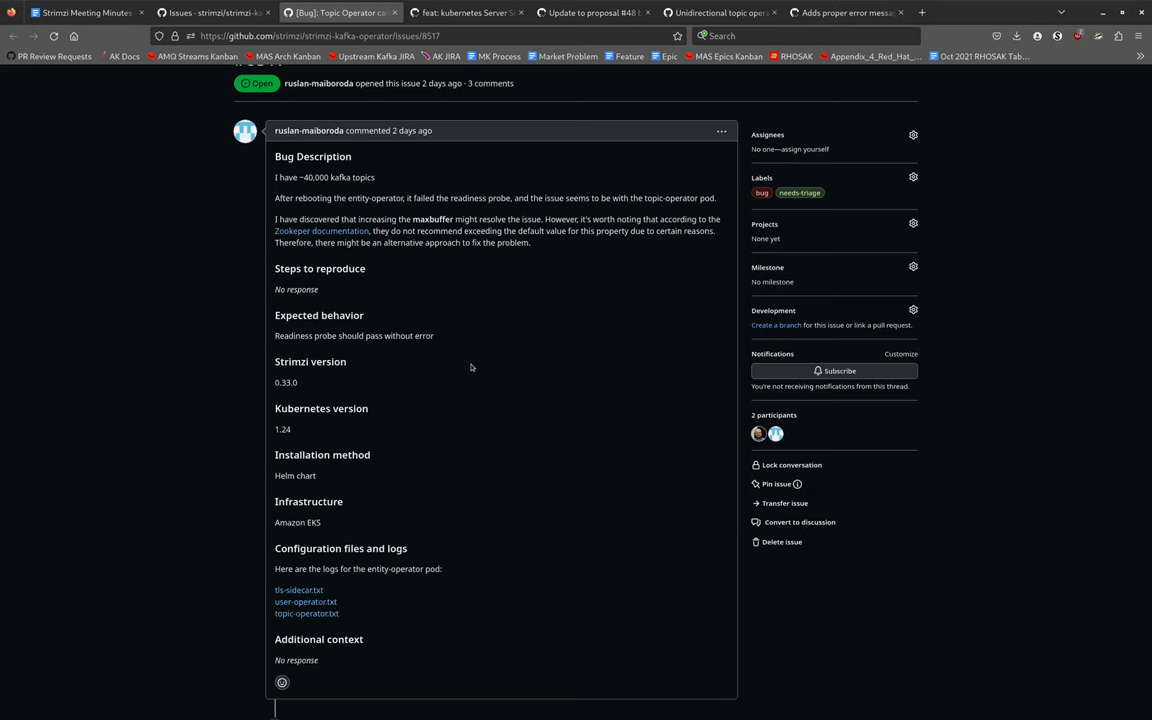 Strimzi Meeting Minutes
Issues · strimzi/strimzi-ka
[Bug]: Topic Operator ca
feat: kubernetes Server S
Update to proposal #48 b
Unidirectional topic opera
Adds proper error messa
https://github.com/strimzi/strimzi-kafka-operator/issues/8517
Search
PR Review Requests
AK Docs
AMQ Streams Kanban
MAS Arch Kanban
Upstream Kafka JIRA
AK JIRA
MK Process
Market Problem
Feature
Epic
MAS Epics Kanban
RHOSAK
Appendix_4_Red_Hat_...
Oct 2021 RHOSAK Tab...
Open
ruslan-maiboroda opened this issue 2 days ago · 3 comments
ruslan-maiboroda commented 2 days ago
Bug Description
I have ~40,000 kafka topics
After rebooting the entity-operator, it failed the readiness probe, and the issue seems to be with the topic-operator pod.
I have discovered that increasing the maxbuffer might resolve the issue. However, it's worth noting that according to the
Zookeper documentation, they do not recommend exceeding the default value for this property due to certain reasons.
Therefore, there might be an alternative approach to fix the problem.
Steps to reproduce
No response
Expected behavior
Readiness probe should pass without error
Strimzi version
0.33.0
Kubernetes version
1.24
Installation method
Helm chart
Infrastructure
Amazon EKS
Configuration files and logs
Here are the logs for the entity-operator pod:
tls-sidecar.txt
user-operator.txt
topic-operator.txt
Additional context
No response
Assignees
No one—assign yourself
Labels
bug
needs-triage
Projects
None yet
Milestone
No milestone
Development
Create a branch for this issue or link a pull request.
Notifications
Customize
Subscribe
You're not receiving notifications from this thread.
2 participants
Lock conversation
Pin issue
Transfer issue
Convert to discussion
Delete issue